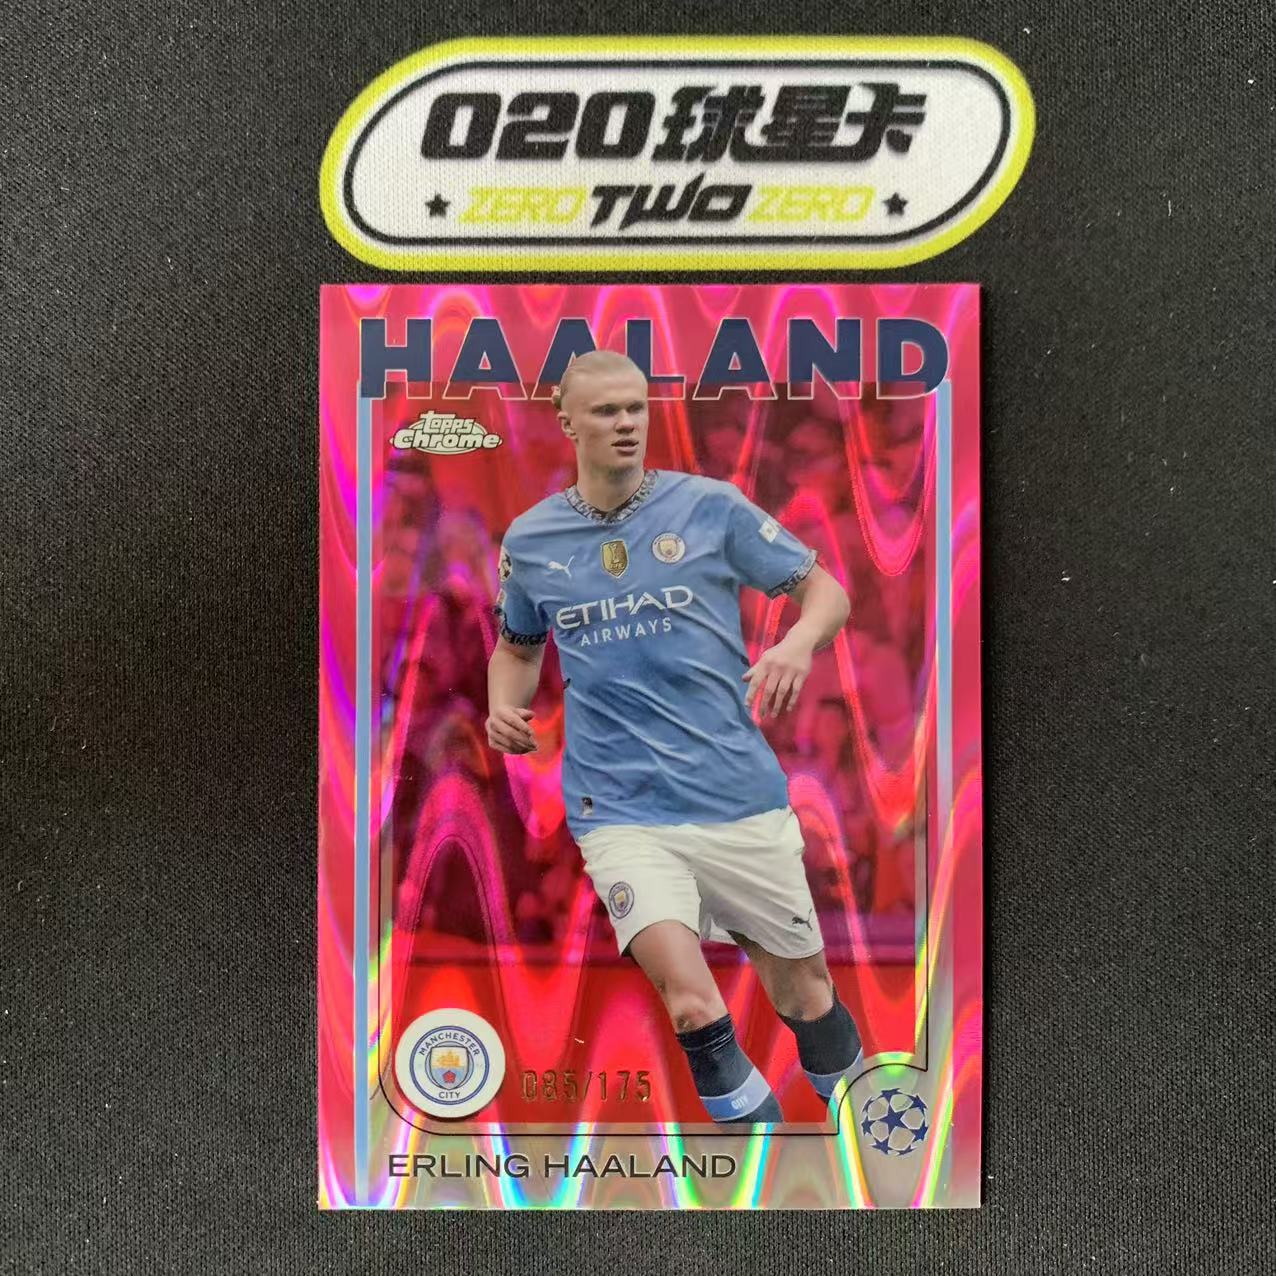 020球星卡
ZERO TWO ZERO
HAALAND
Topps
Chrome
ETIHAD
AIRWAYS
MANCHESTER
CITY
085/175
CITY
ERLING HAALAND